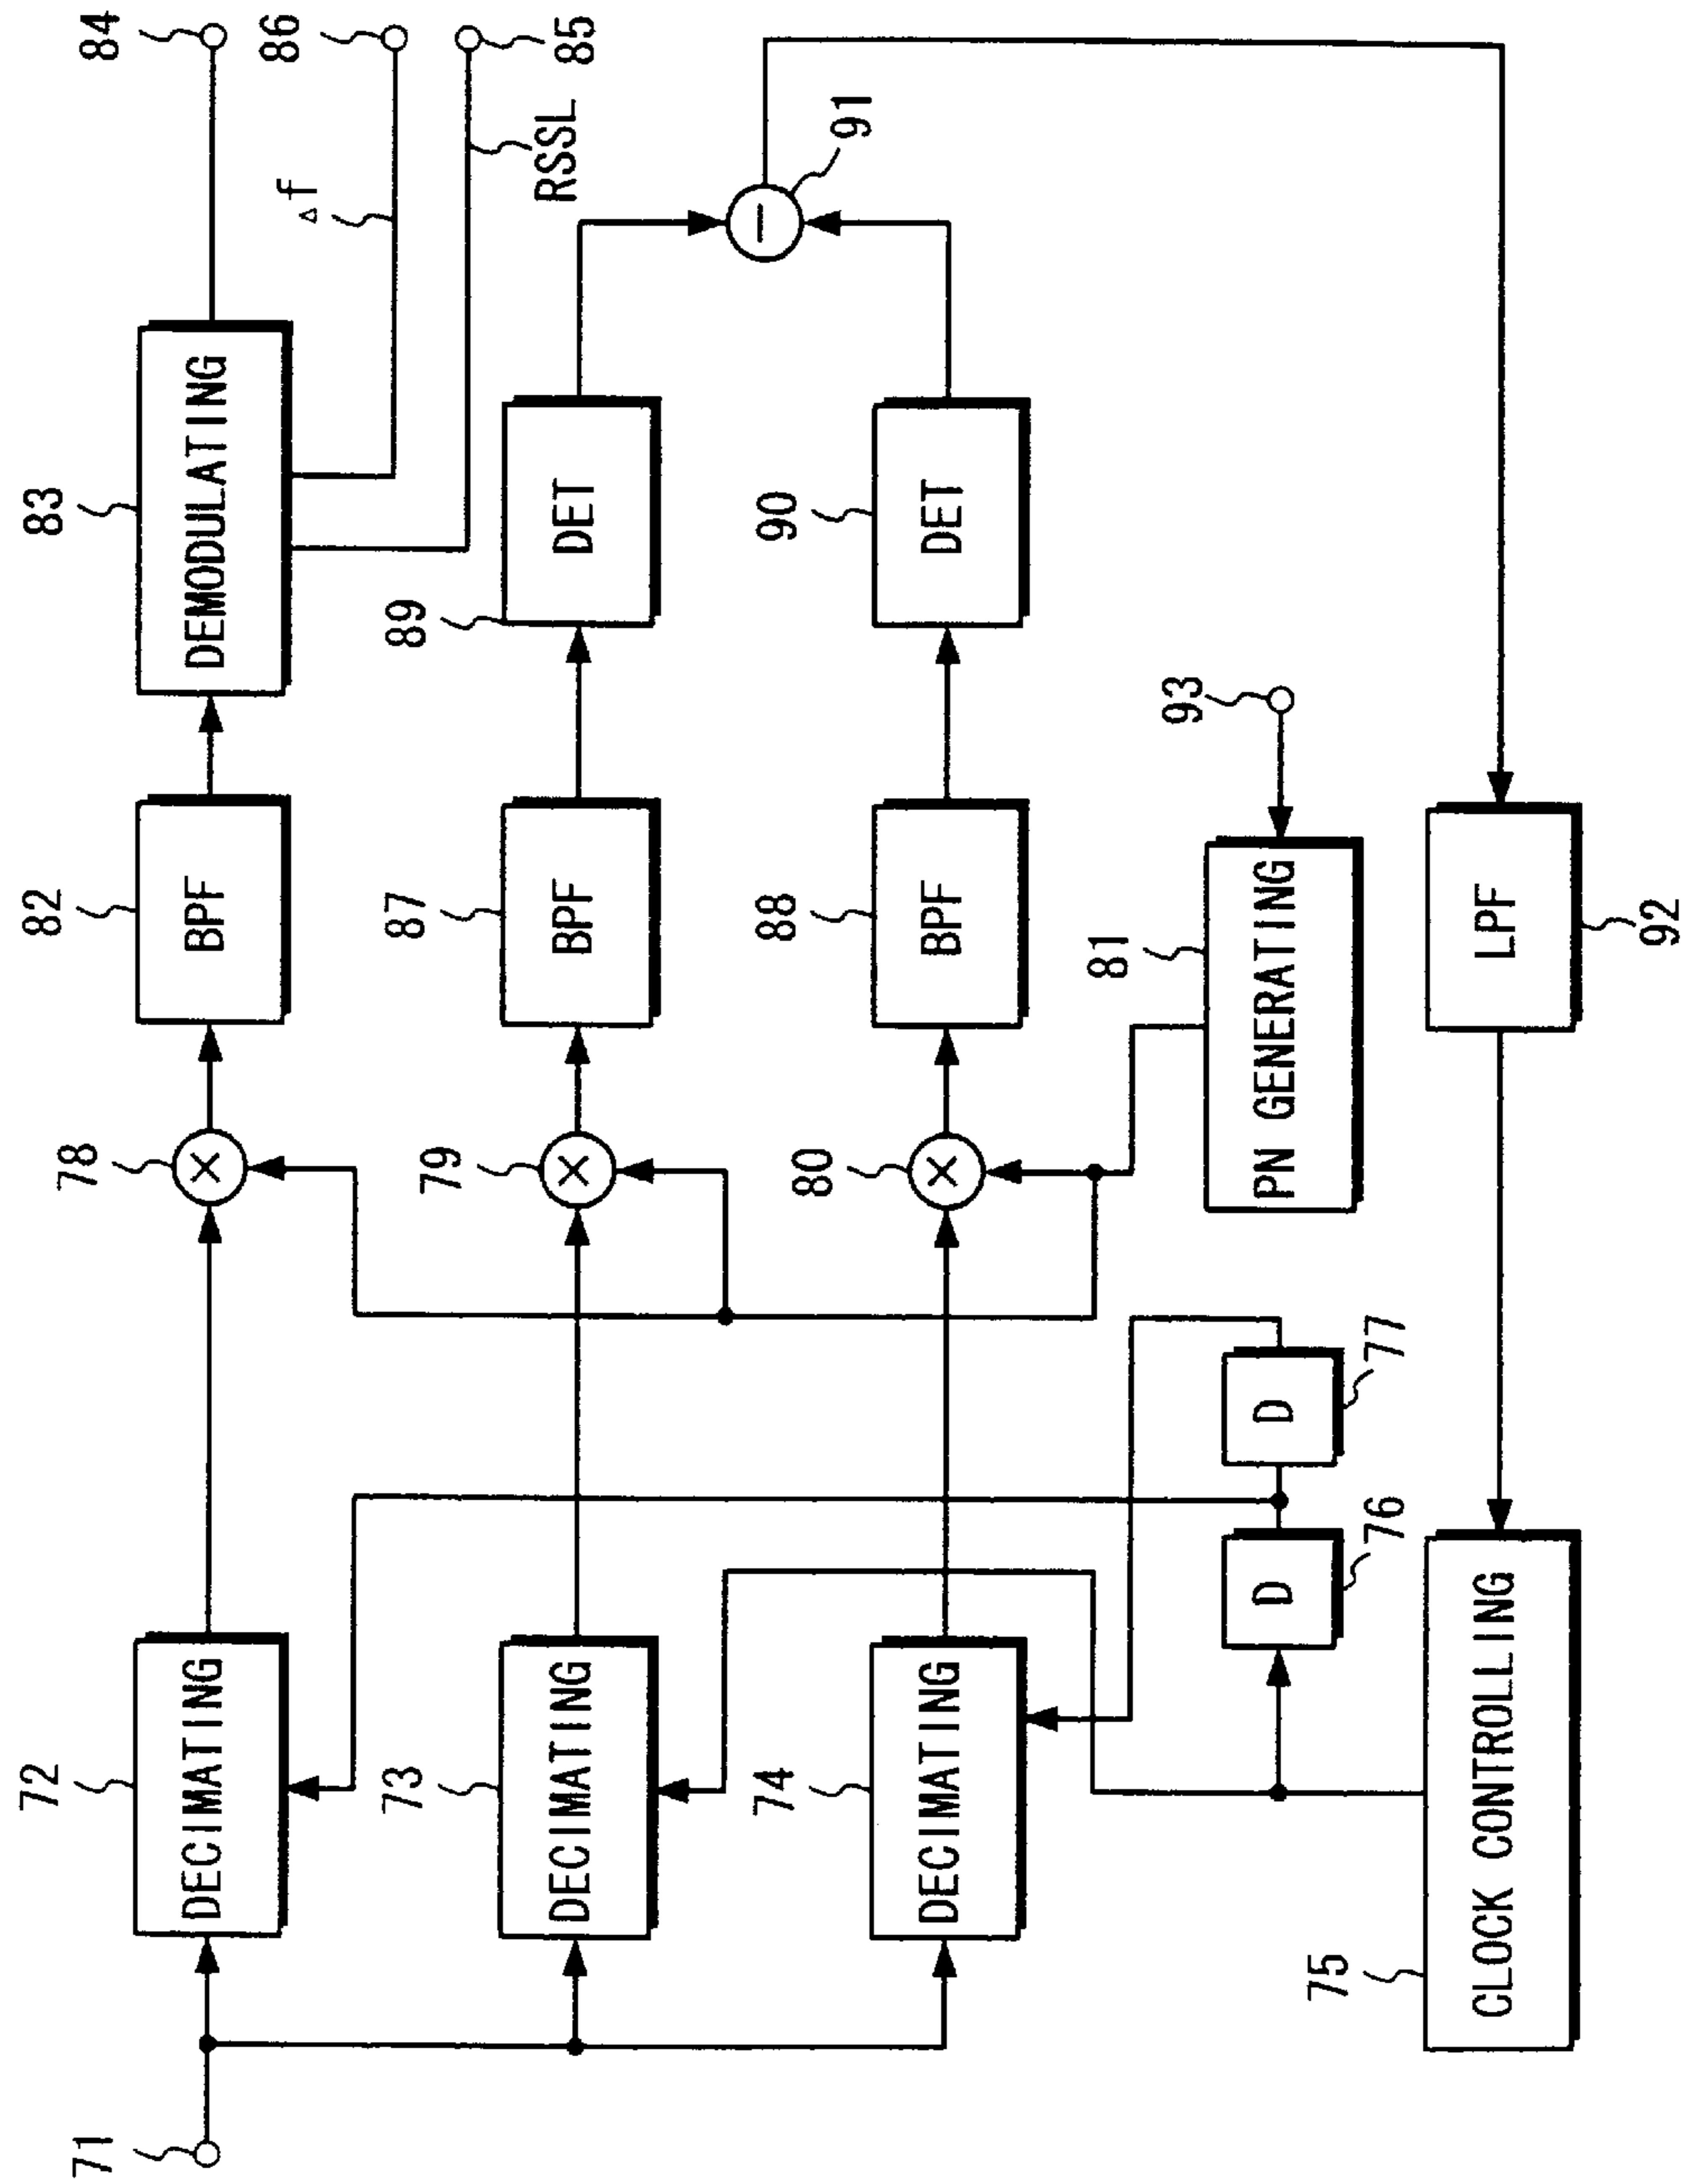 71
72
DECIMATING
78
82
BPF
83
DEMODULATING
84
Δf
86
RSSL
85
73
DECIMATING
79
87
BPF
89
DET
91
74
DECIMATING
80
88
BPF
90
DET
76
D
77
D
81
PN GENERATING
93
75
CLOCK CONTROLLING
LPF
92